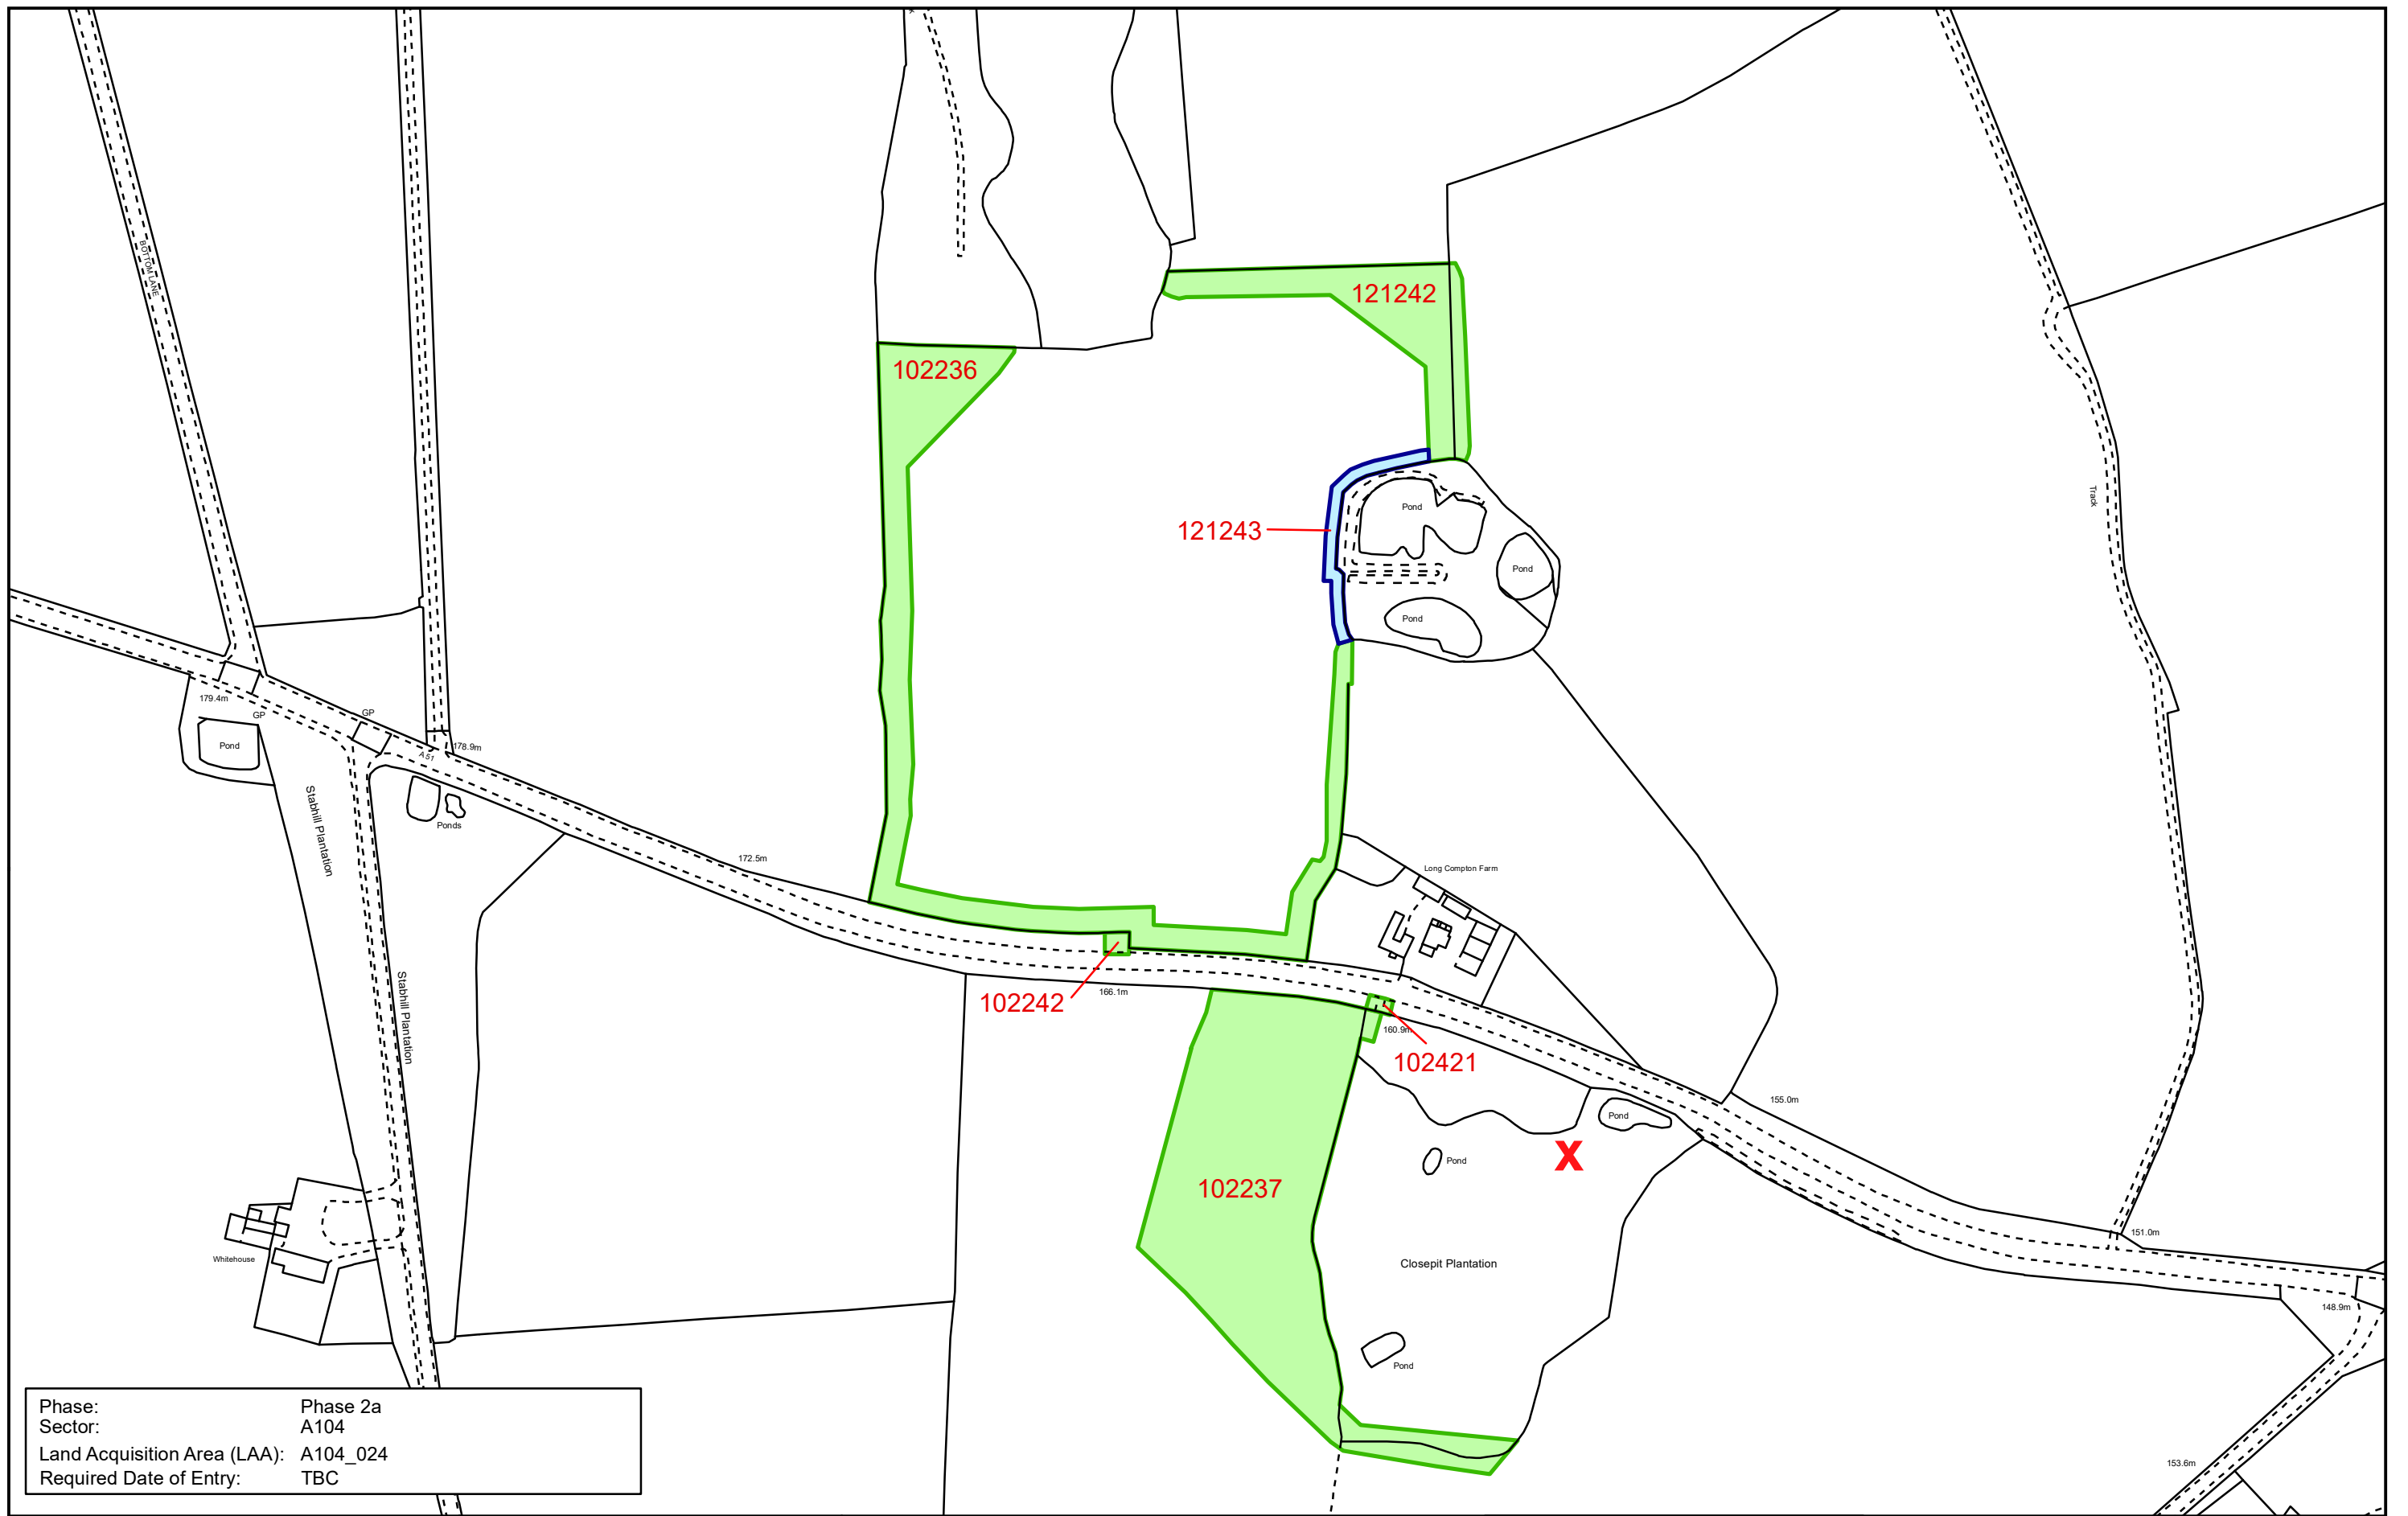 BOTTOM LANE
121242
102236
Track
Pond
121243
Pond
Pond
179.4m
GP
GP
Pond
A 51
178.9m
Stabhill Plantation
Ponds
172.5m
Long Compton Farm
Stabhill Plantation
102242
166.1m
160.9m
102421
155.0m
Pond
X
Pond
102237
151.0m
Whitehouse
Closepit Plantation
148.9m
Pond
153.6m
Phase: Phase 2a
Sector: A104
Land Acquisition Area (LAA): A104_024
Required Date of Entry: TBC